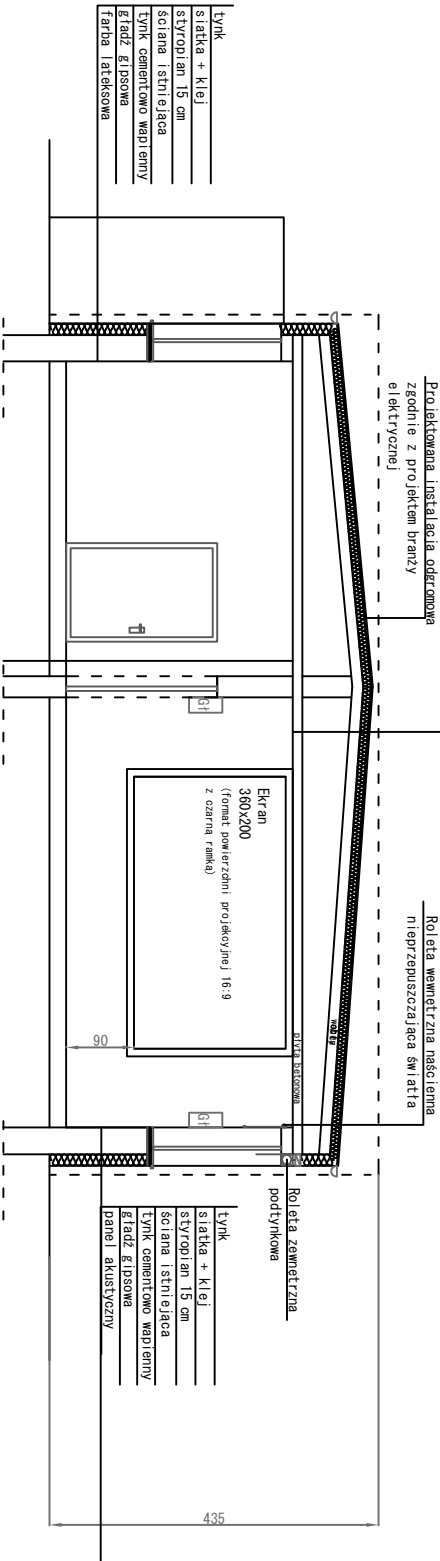 Projektowana instalacja odgromowa
zgodnie z projektem branży
elektrycznej
Roleta wewnętrzna naścienna
nieprzepuszczająca światła
tynk
siatka + klej
styropian 15 cm
ściana istniejąca
tynk cementowo wapienny
gładź gipsowa
farba lateksowa
Gł
Ekran
360x200
(format powierzchni projekcyjnej 16:9
z czarną ramką)
90
płyta betonowa
Gł
Roleta zewnętrzna
podtynkowa
tynk
siatka + klej
styropian 15 cm
ściana istniejąca
tynk cementowo wapienny
gładź gipsowa
panel akustyczny
435